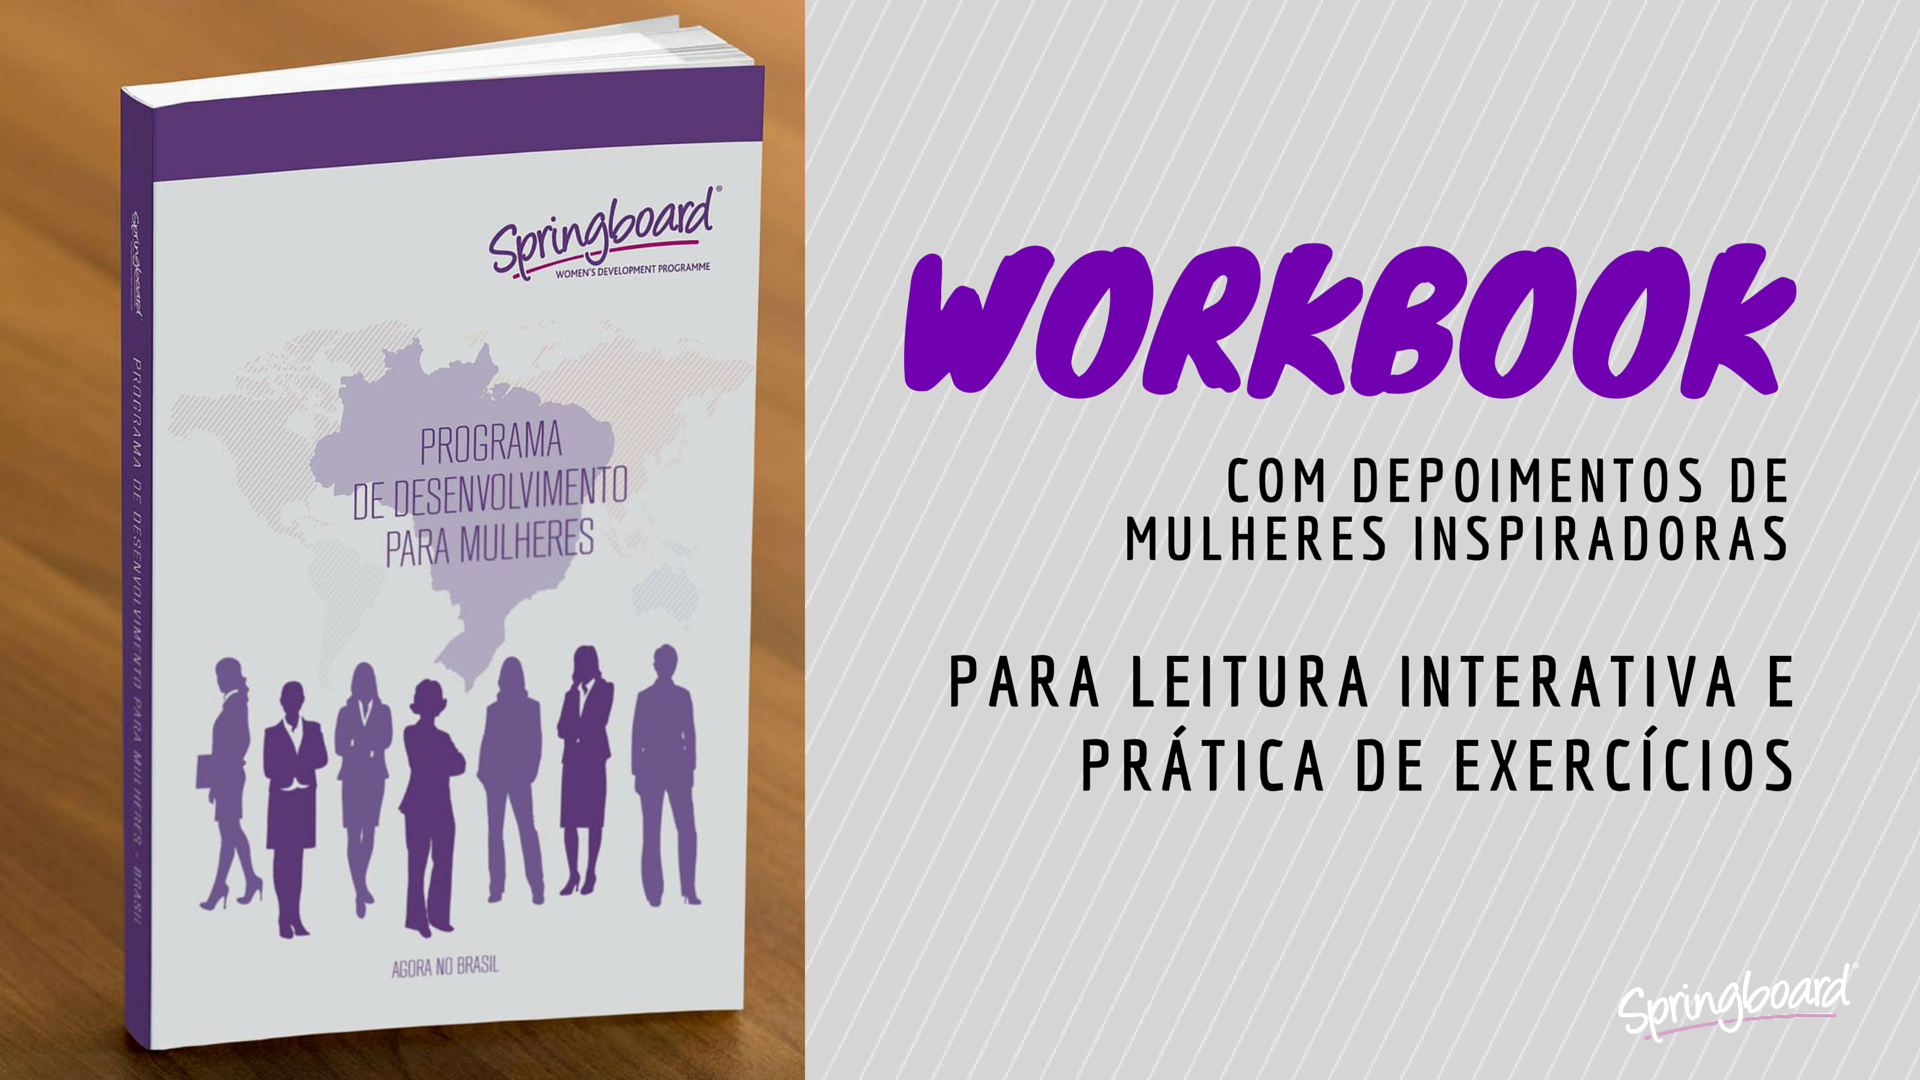 Springboard®
WOMEN'S DEVELOPMENT PROGRAMME
PROGRAMA
DE DESENVOLVIMENTO
PARA MULHERES
AGORA NO BRASIL
Springboard
PROGRAMA DE DESENVOLVIMENTO PARA MULHERES - BRASIL
WORKBOOK
COM DEPOIMENTOS DE
MULHERES INSPIRADORAS
PARA LEITURA INTERATIVA E
PRÁTICA DE EXERCÍCIOS
Springboard®